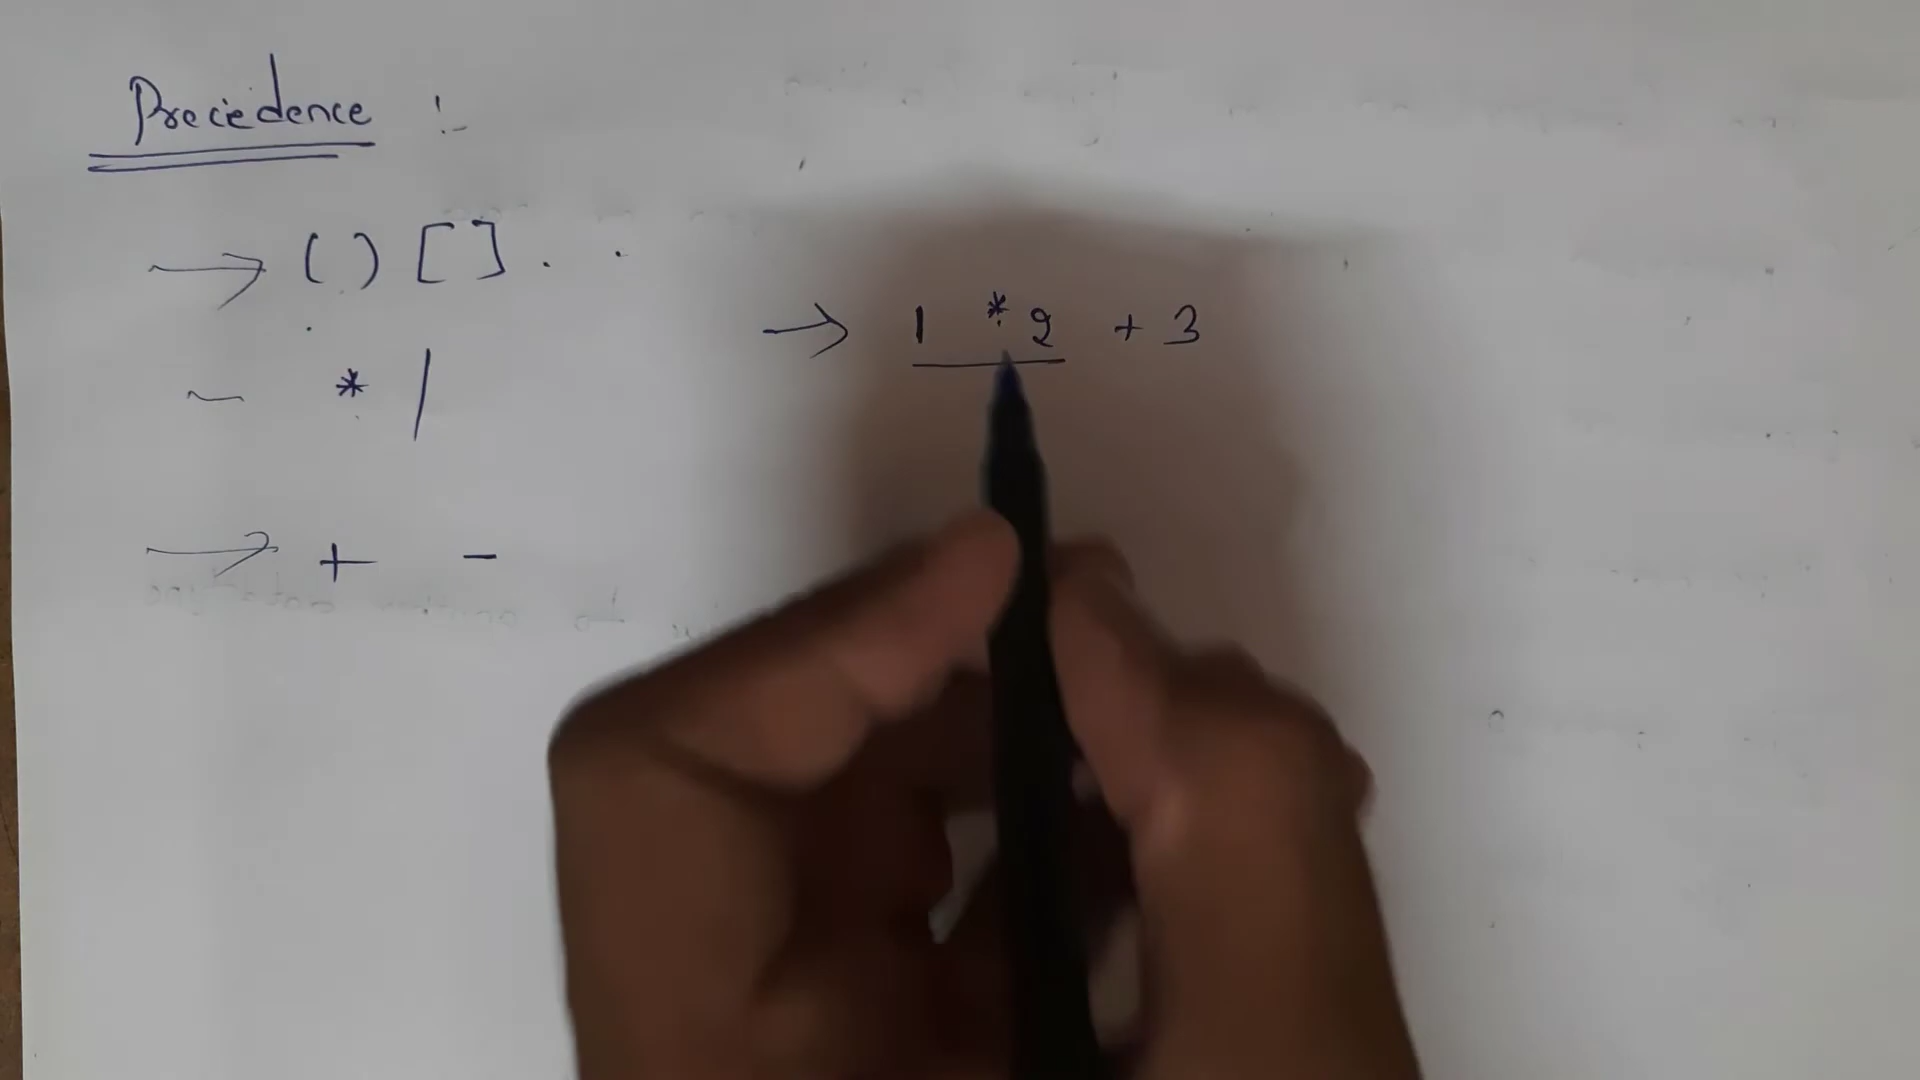 Precedence :-
→ ( ) [ ] .
→ 1 * 2 + 3
~ * /
→ + -